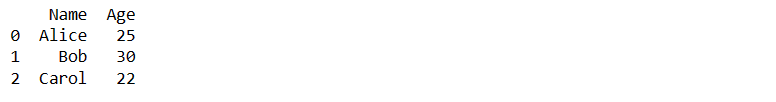 Name  Age
0  Alice   25
1    Bob   30
2  Carol   22